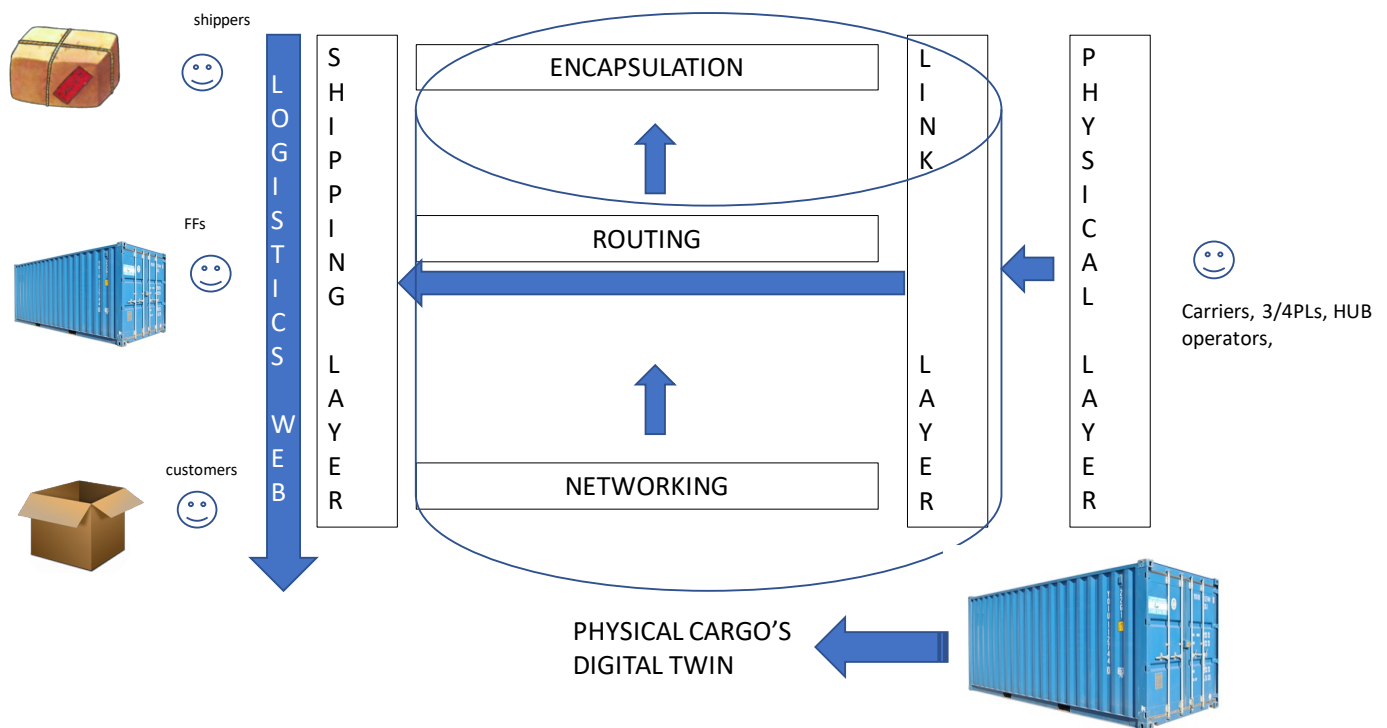 shippers
FFs
customers
LOGISTICS WEB
SHIPPING LAYER
ENCAPSULATION
ROUTING
NETWORKING
LINK LAYER
PHYSICAL LAYER
Carriers, 3/4PLs, HUB
operators,
PHYSICAL CARGO’S
DIGITAL TWIN